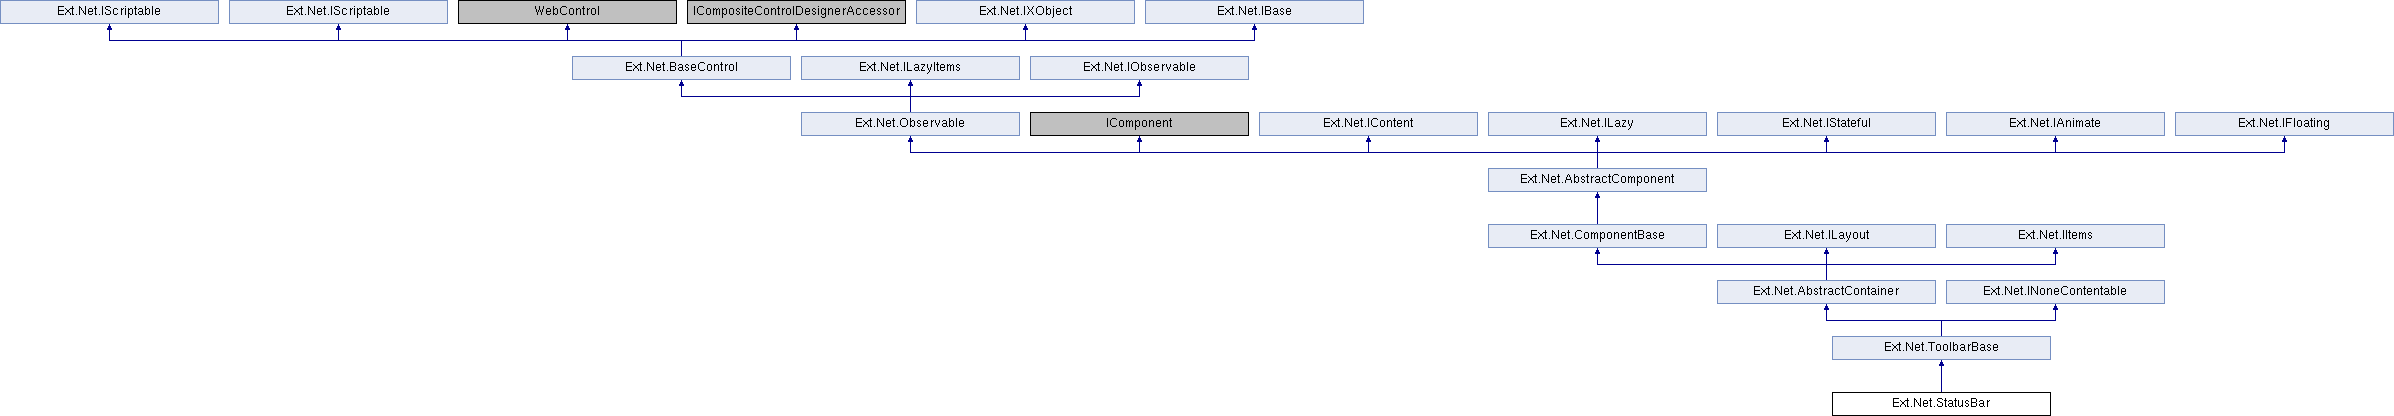 Ext.Net.IScriptable
Ext.Net.IScriptable
WebControl
ICompositeControlDesignerAccessor
Ext.Net.IXObject
Ext.Net.IBase
Ext.Net.BaseControl
Ext.Net.ILazyItems
Ext.Net.IObservable
Ext.Net.Observable
IComponent
Ext.Net.IContent
Ext.Net.ILazy
Ext.Net.IStateful
Ext.Net.IAnimate
Ext.Net.IFloating
Ext.Net.AbstractComponent
Ext.Net.ComponentBase
Ext.Net.ILayout
Ext.Net.IItems
Ext.Net.AbstractContainer
Ext.Net.INoneContentable
Ext.Net.ToolbarBase
Ext.Net.StatusBar